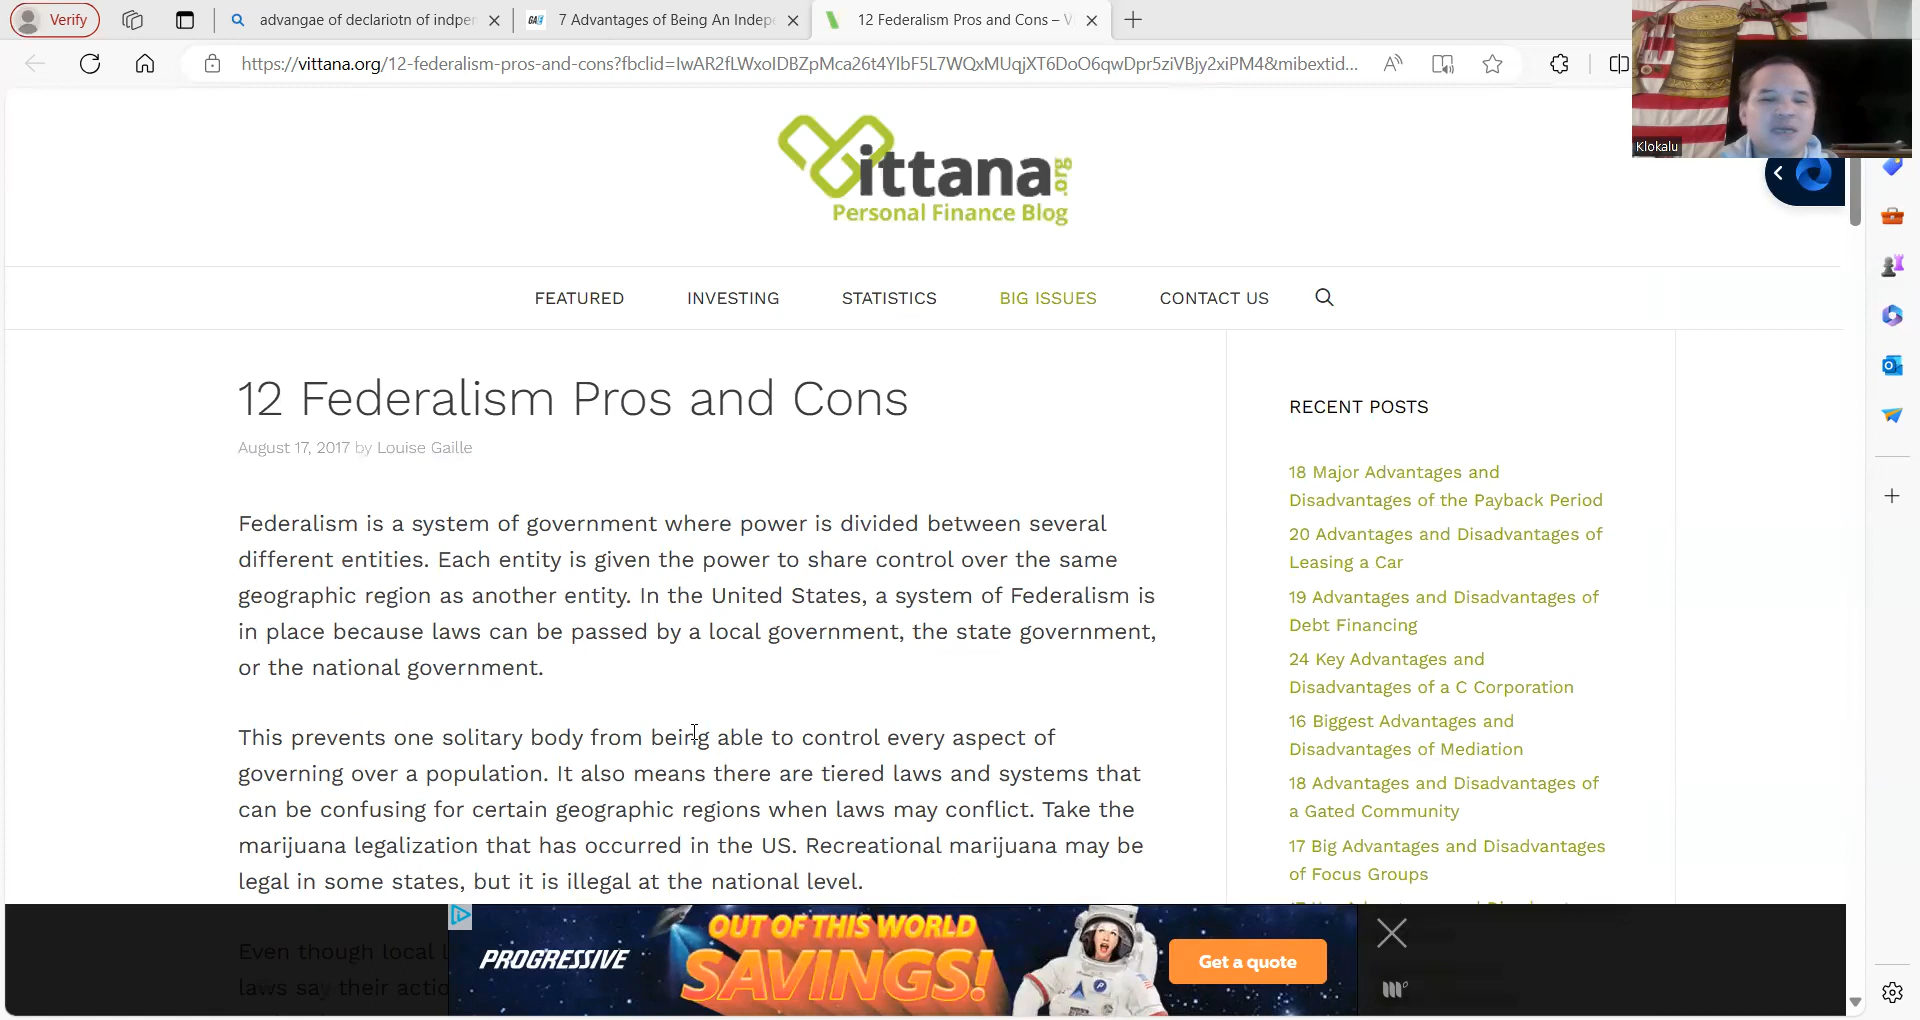 Verify
advangae of declariotn of indper
7 Advantages of Being An Indepe
12 Federalism Pros and Cons – V
https://vittana.org/12-federalism-pros-and-cons?fbclid=IwAR2fLWxoIDBZpMca26t4YIbF5L7WQxMUqjXT6DoO6qwDpr5ziVBjy2xiPM4&mibextid...
Klokalu
Vittana.org
Personal Finance Blog
FEATURED INVESTING STATISTICS BIG ISSUES CONTACT US
12 Federalism Pros and Cons
August 17, 2017 by Louise Gaille
Federalism is a system of government where power is divided between several
different entities. Each entity is given the power to share control over the same
geographic region as another entity. In the United States, a system of Federalism is
in place because laws can be passed by a local government, the state government,
or the national government.
This prevents one solitary body from being able to control every aspect of
governing over a population. It also means there are tiered laws and systems that
can be confusing for certain geographic regions when laws may conflict. Take the
marijuana legalization that has occurred in the US. Recreational marijuana may be
legal in some states, but it is illegal at the national level.
Even though local
laws say their
RECENT POSTS
18 Major Advantages and
Disadvantages of the Payback Period
20 Advantages and Disadvantages of
Leasing a Car
19 Advantages and Disadvantages of
Debt Financing
24 Key Advantages and
Disadvantages of a C Corporation
16 Biggest Advantages and
Disadvantages of Mediation
18 Advantages and Disadvantages of
a Gated Community
17 Big Advantages and Disadvantages
of Focus Groups
PROGRESSIVE
OUT OF THIS WORLD
SAVINGS!
Get a quote